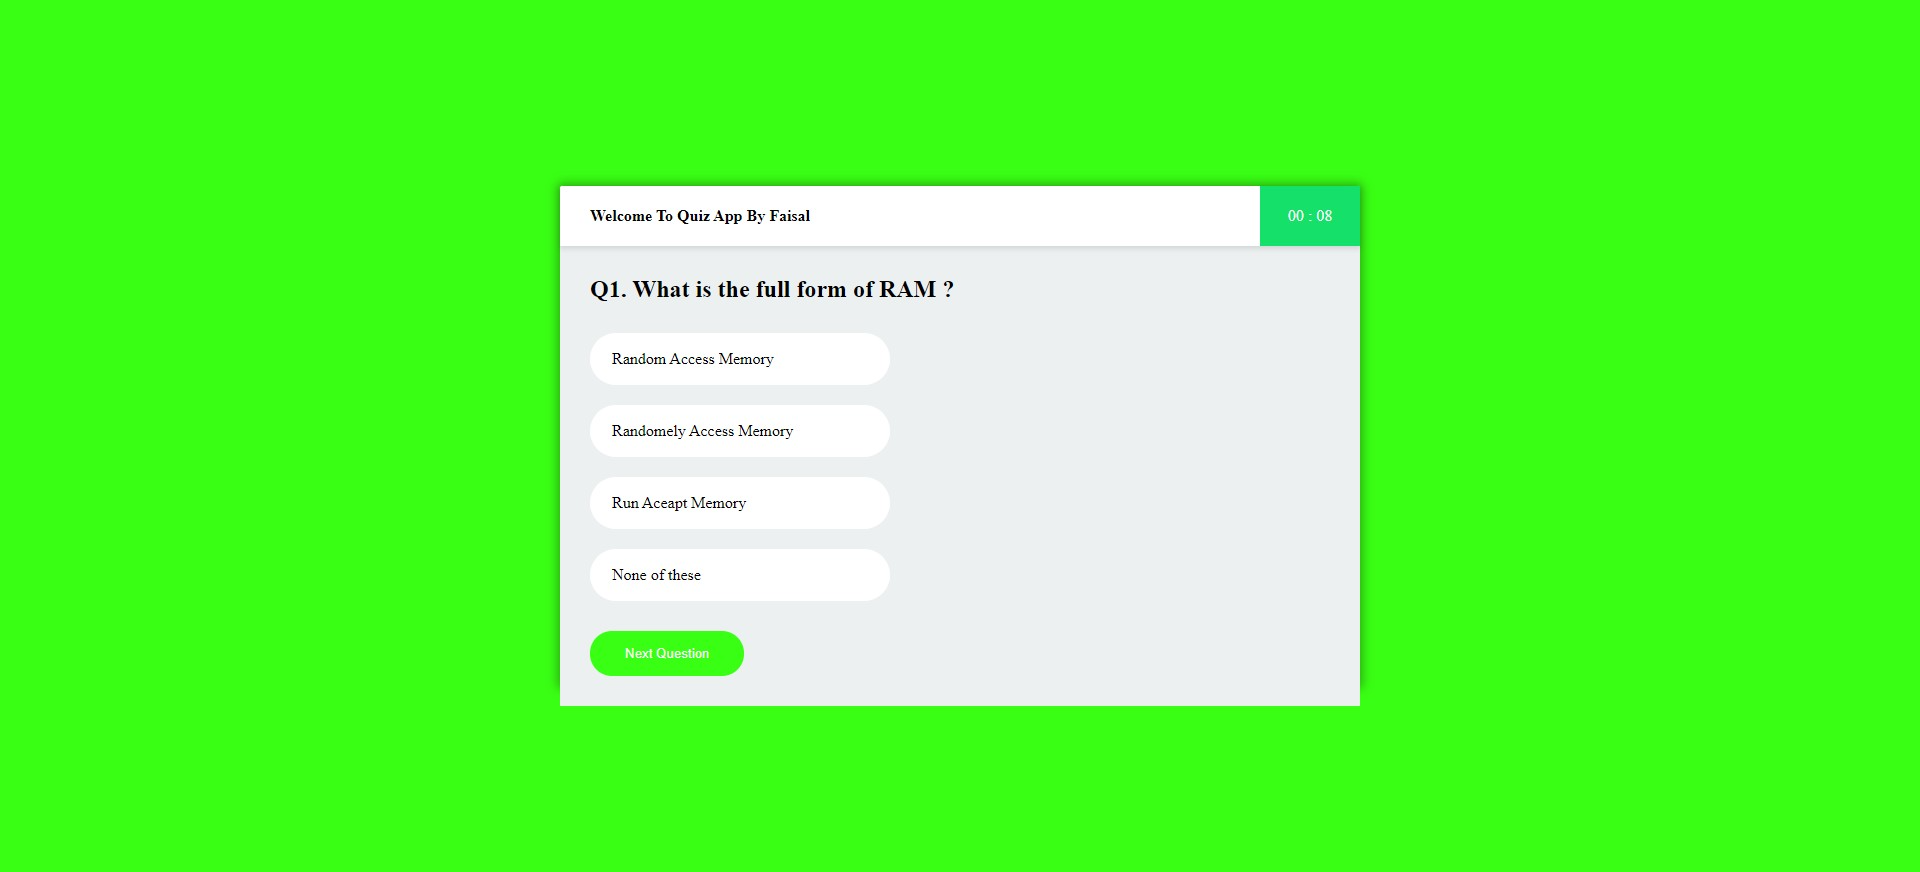 Welcome To Quiz App By Faisal
00 : 08
Q1. What is the full form of RAM ?
Random Access Memory
Randomely Access Memory
Run Aceapt Memory
None of these
Next Question